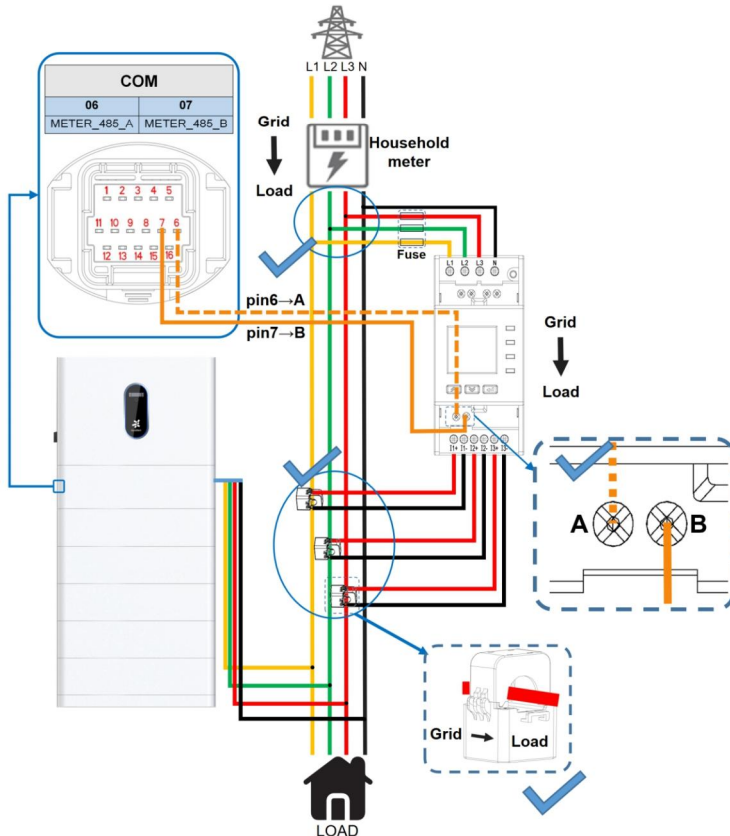 L1 L2 L3 N
COM
06 07
METER_485_A METER_485_B
Grid
Load
Household
meter
1 2 3 4 5
11 10 9 8 7 6
12 13 14 15 16
Fuse
L1 L2 L3 N
pin6→A
pin7→B
Grid
Load
I1+ I1- I2+ I2- I3+ I3-
A B
Grid → Load
LOAD